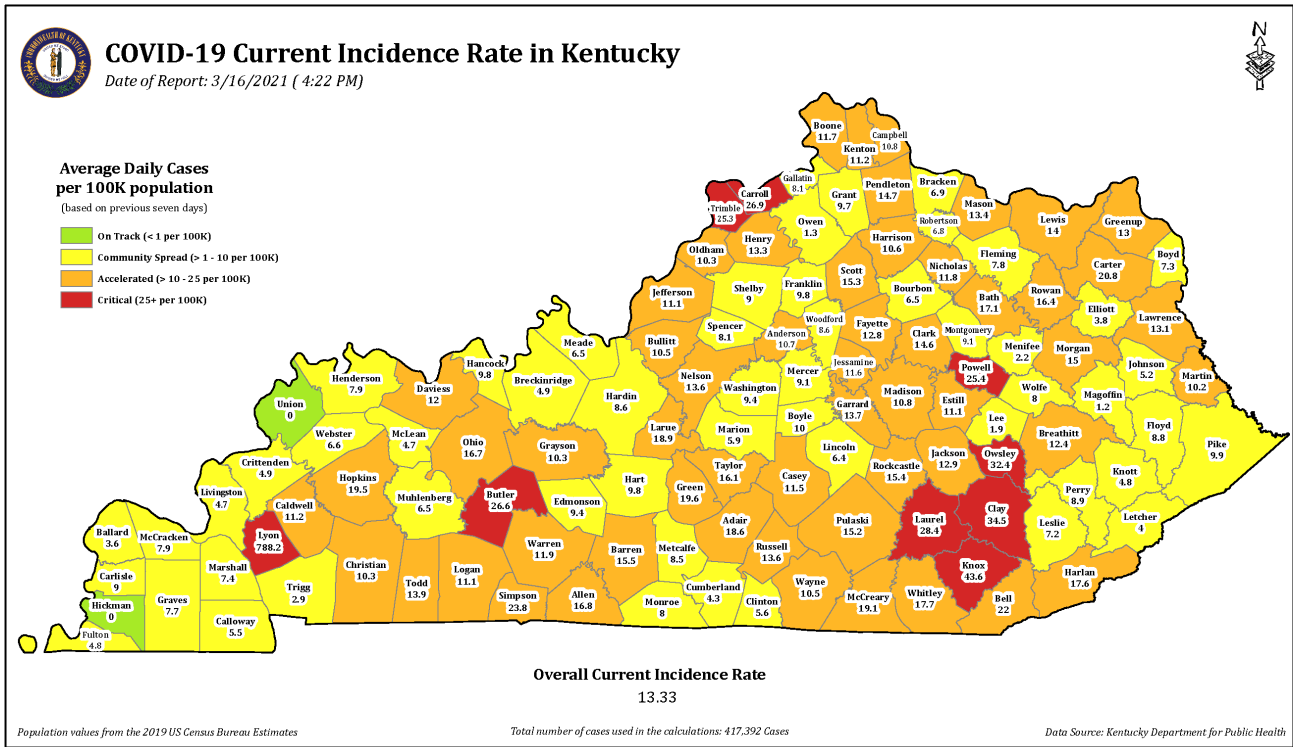 COVID-19 Current Incidence Rate in Kentucky
Date of Report: 3/16/2021 ( 4:22 PM)
N
Average Daily Cases
per 100K population
(based on previous seven days)
On Track (< 1 per 100K)
Community Spread (> 1 - 10 per 100K)
Accelerated (> 10 - 25 per 100K)
Critical (25+ per 100K)
Boone
11.7
Campbell
10.8
Kenton
11.2
Gallatin
8.1
Carroll
26.9
Trimble
25.3
Grant
9.7
Pendleton
14.7
Bracken
6.9
Mason
13.4
Robertson
6.8
Owen
1.3
Lewis
14
Greenup
13
Oldham
10.3
Henry
13.3
Harrison
10.6
Fleming
7.8
Boyd
7.3
Nicholas
11.8
Carter
20.8
Scott
15.3
Jefferson
11.1
Shelby
9
Franklin
9.8
Bourbon
6.5
Bath
17.1
Rowan
16.4
Elliott
3.8
Lawrence
13.1
Spencer
8.1
Woodford
8.6
Anderson
10.7
Fayette
12.8
Clark
14.6
Montgomery
9.1
Meade
6.5
Bullitt
10.5
Menifee
2.2
Morgan
15
Hancock
9.8
Henderson
7.9
Breckinridge
4.9
Nelson
13.6
Mercer
9.1
Jessamine
11.6
Powell
25.4
Johnson
5.2
Martin
10.2
Union
0
Daviess
12
Hardin
8.6
Washington
9.4
Madison
10.8
Estill
11.1
Wolfe
8
Magoffin
1.2
Garrard
13.7
Boyle
10
Lee
1.9
Webster
6.6
McLean
4.7
Ohio
16.7
Grayson
10.3
Larue
18.9
Marion
5.9
Lincoln
6.4
Breathitt
12.4
Floyd
8.8
Pike
9.9
Crittenden
4.9
Hopkins
19.5
Hart
9.8
Taylor
16.1
Casey
11.5
Rockcastle
15.4
Jackson
12.9
Owsley
32.4
Knott
4.8
Livingston
4.7
Muhlenberg
6.5
Butler
26.6
Edmonson
9.4
Green
19.6
Perry
8.9
Caldwell
11.2
Clay
34.5
Ballard
3.6
McCracken
7.9
Lyon
788.2
Warren
11.9
Barren
15.5
Metcalfe
8.5
Adair
18.6
Russell
13.6
Pulaski
15.2
Laurel
28.4
Leslie
7.2
Letcher
4
Carlisle
9
Marshall
7.4
Christian
10.3
Todd
13.9
Logan
11.1
Knox
43.6
Harlan
17.6
Hickman
0
Graves
7.7
Trigg
2.9
Simpson
23.8
Allen
16.8
Monroe
8
Cumberland
4.3
Clinton
5.6
Wayne
10.5
McCreary
19.1
Whitley
17.7
Bell
22
Fulton
4.8
Calloway
5.5
Overall Current Incidence Rate
13.33
Population values from the 2019 US Census Bureau Estimates
Total number of cases used in the calculations: 417,392 Cases
Data Source: Kentucky Department for Public Health